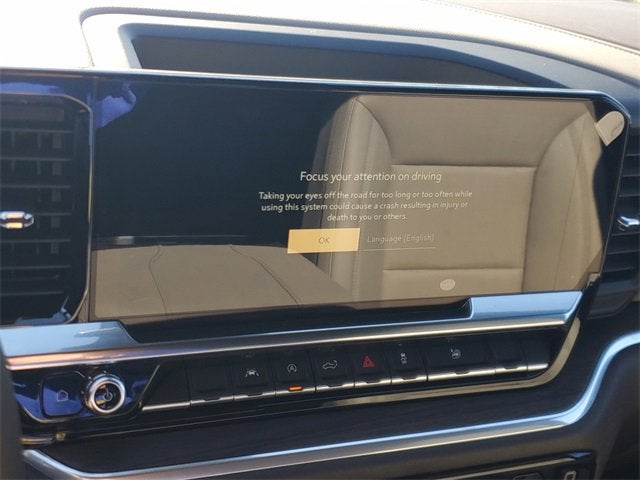 Focus your attention on driving
Taking your eyes off the road for too long or too often while
using this system could cause a crash resulting in injury or
death to you or others.
OK Language (English)